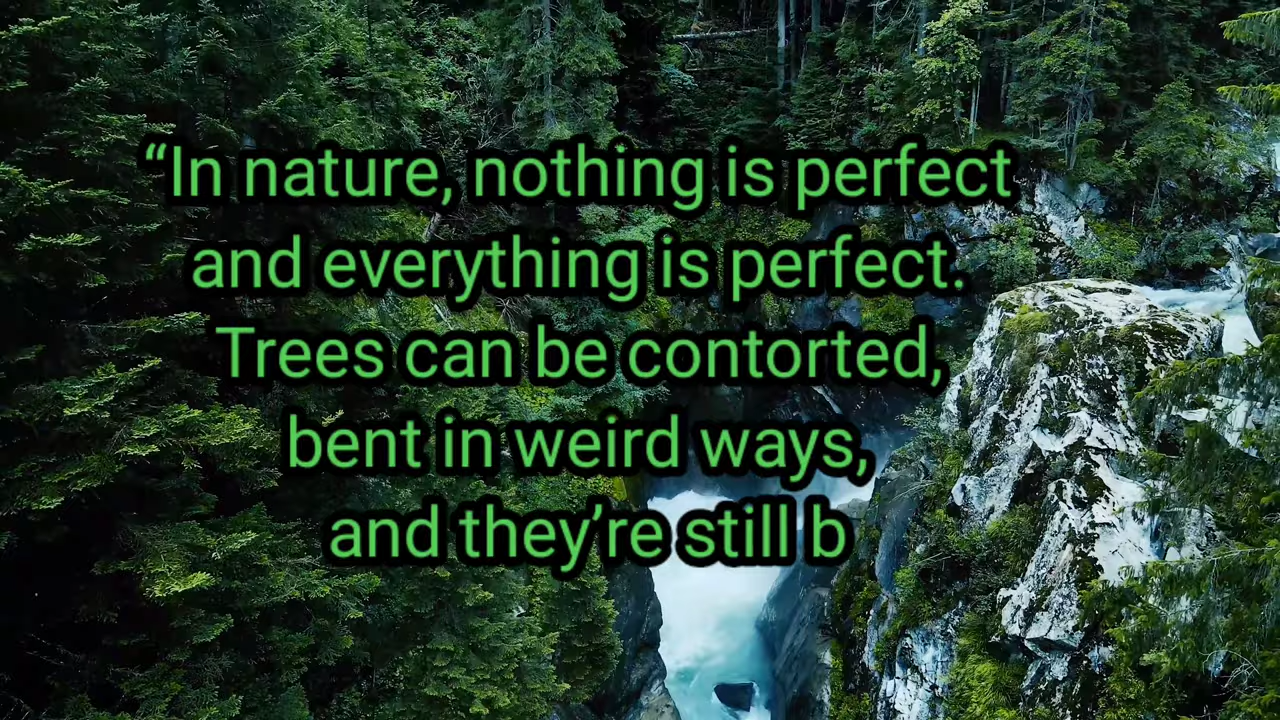 “In nature, nothing is perfect
and everything is perfect.
Trees can be contorted,
bent in weird ways,
and they’re still b